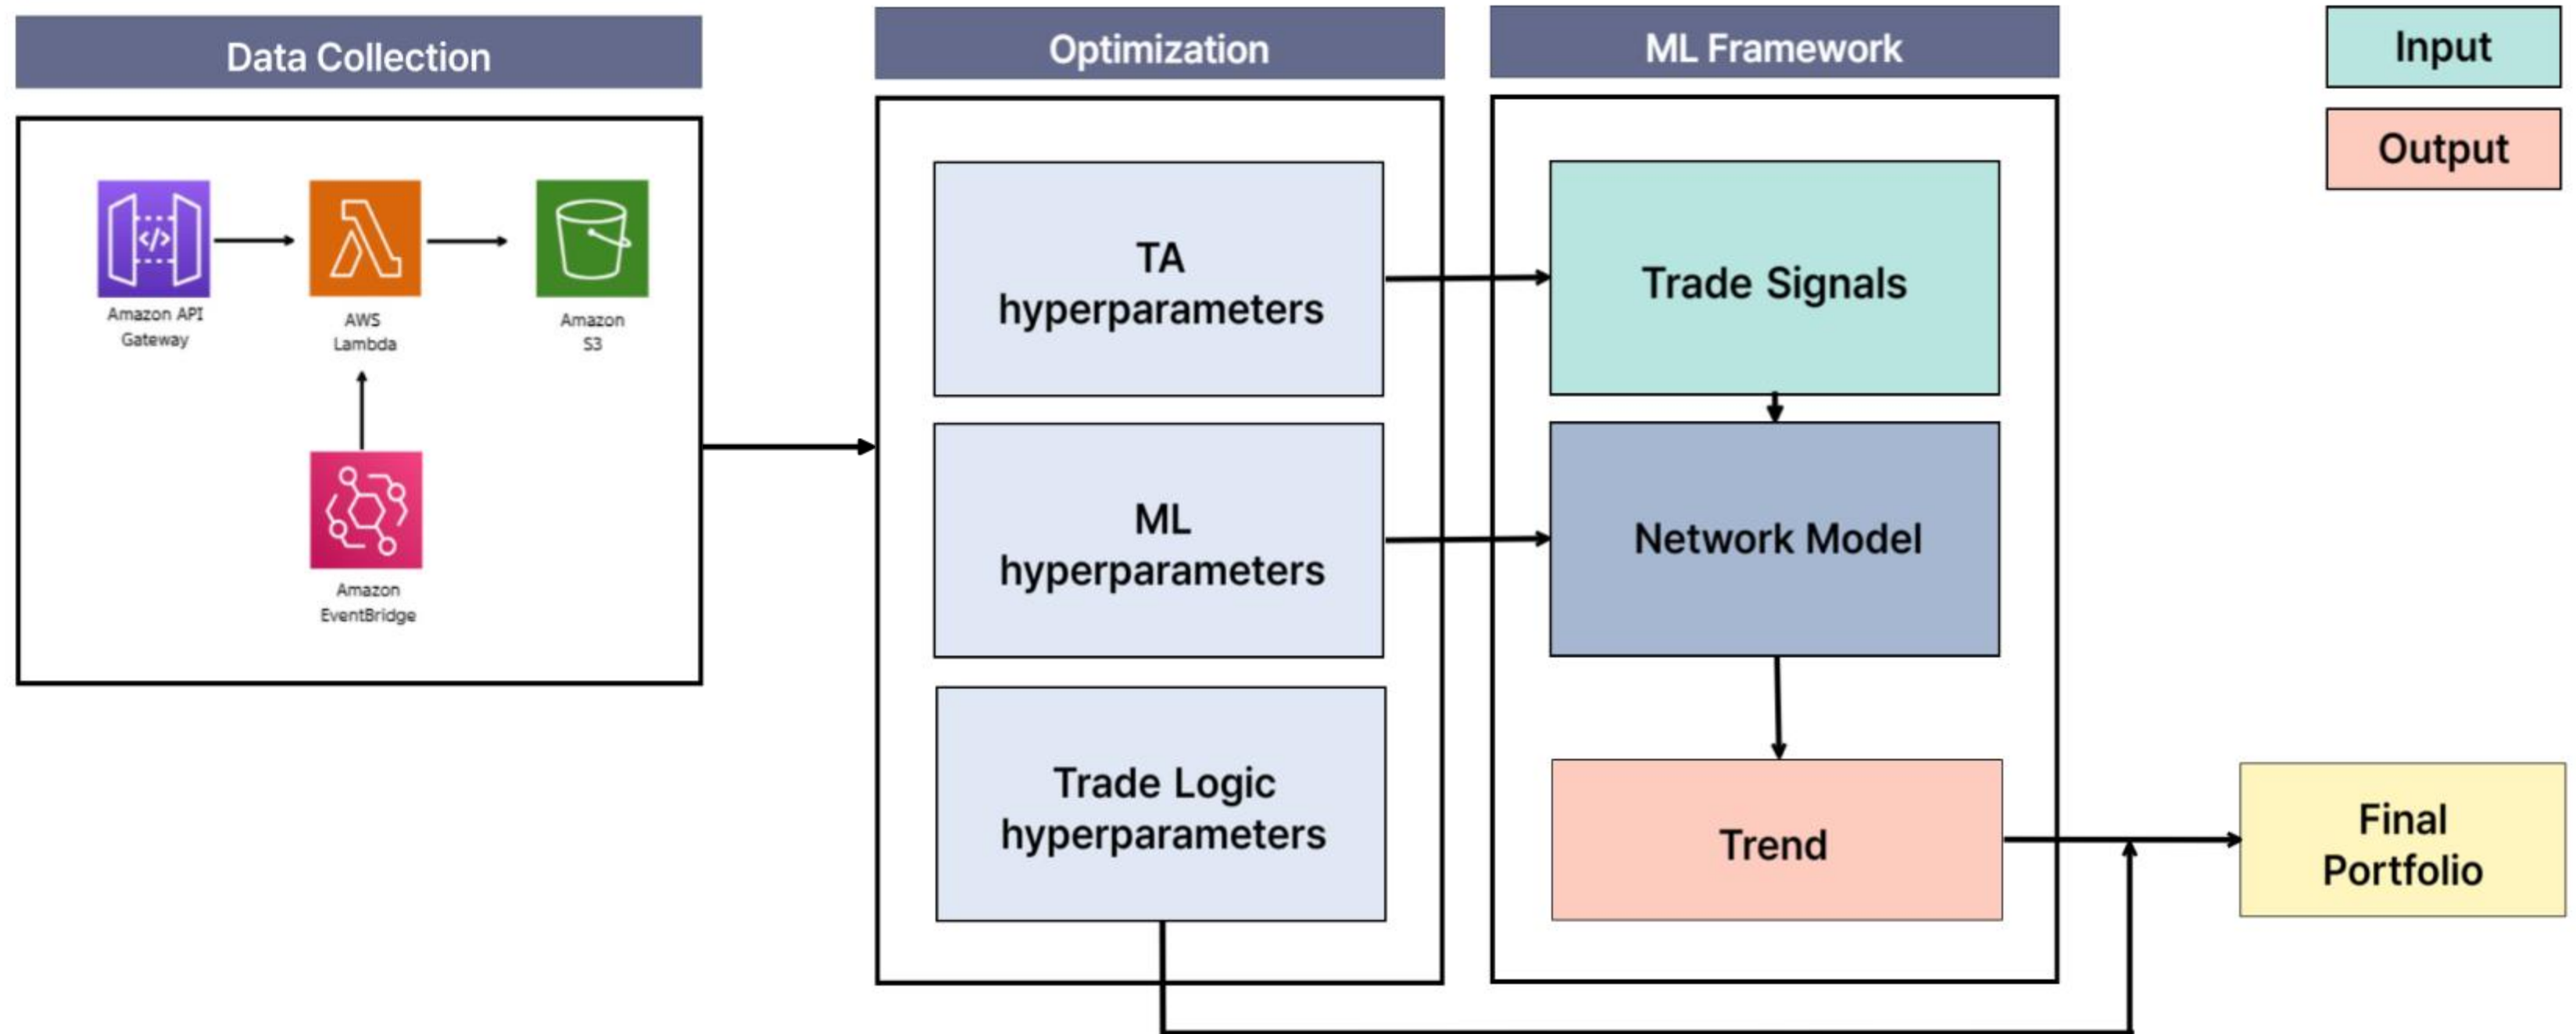 Data Collection
Optimization
ML Framework
Input
Output
Amazon API
Gateway
AWS
Lambda
Amazon
S3
Amazon
EventBridge
TA
hyperparameters
ML
hyperparameters
Trade Logic
hyperparameters
Trade Signals
Network Model
Trend
Final
Portfolio